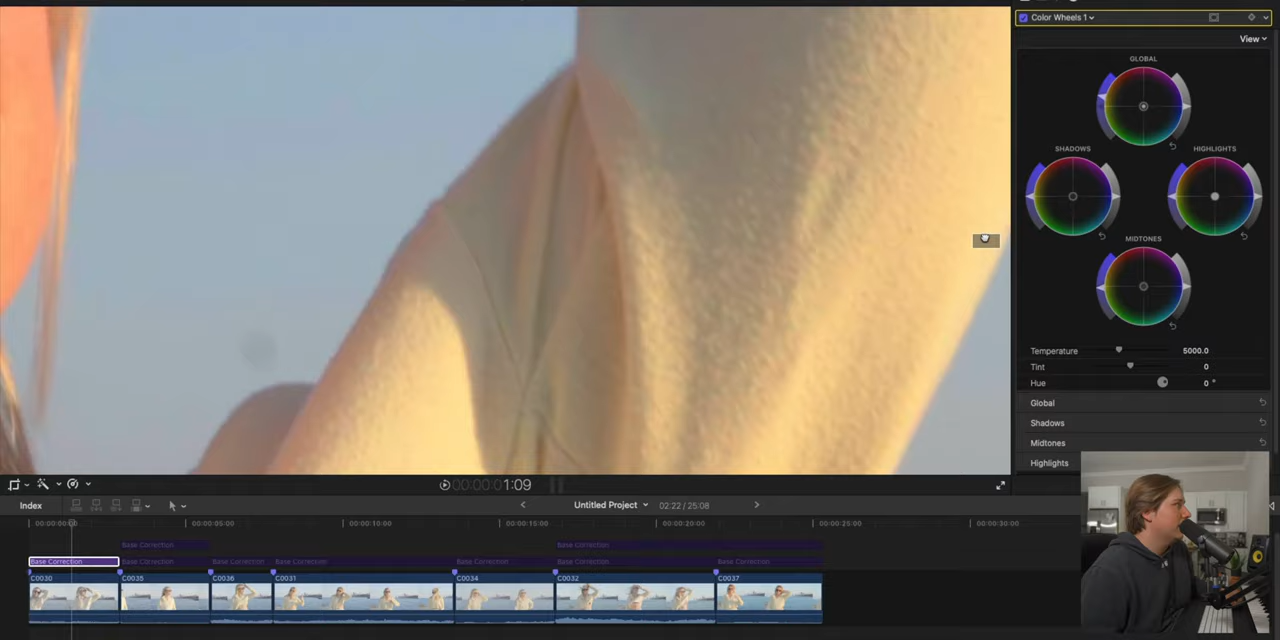 Color Wheels 1
View
GLOBAL
SHADOWS
HIGHLIGHTS
MIDTONES
Temperature 5000.0
Tint 0
Hue 0 °
Global
Shadows
Midtones
Highlights
00:00:00:01:09
Index
Untitled Project
02:22 / 25:08
00:00:00:00
00:00:05:00
00:00:10:00
00:00:15:00
00:00:20:00
00:00:25:00
00:00:30:00
Base Correction
Base Correction
Base Correction
Base Correction
Base Correction
Base Correction
Base Correction
Base Correction
Base Correction
C0030
C0035
C0036
C0031
C0034
C0032
C0037